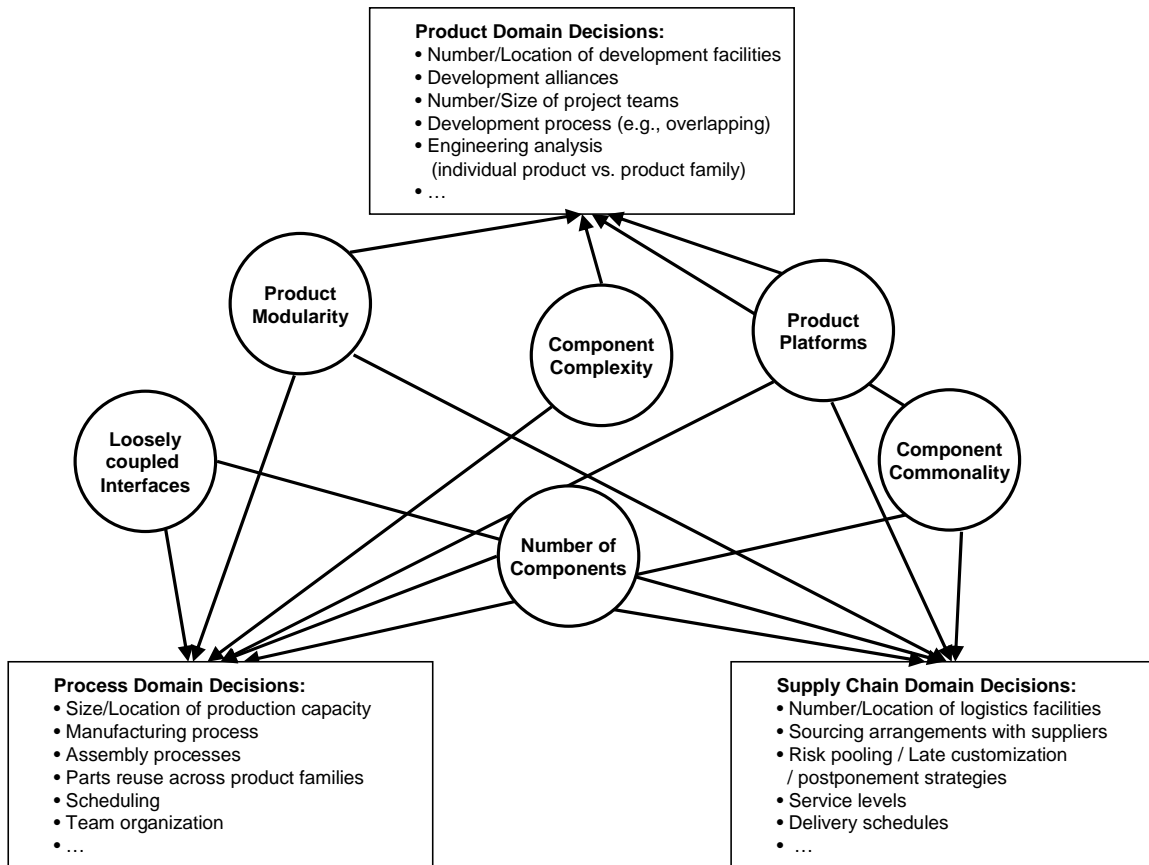 Product Domain Decisions:
• Number/Location of development facilities
• Development alliances
• Number/Size of project teams
• Development process (e.g., overlapping)
• Engineering analysis
(individual product vs. product family)
• …
Product
Modularity
Component
Complexity
Product
Platforms
Loosely
coupled
Interfaces
Component
Commonality
Number of
Components
Process Domain Decisions:
• Size/Location of production capacity
• Manufacturing process
• Assembly processes
• Parts reuse across product families
• Scheduling
• Team organization
• …
Supply Chain Domain Decisions:
• Number/Location of logistics facilities
• Sourcing arrangements with suppliers
• Risk pooling / Late customization
/ postponement strategies
• Service levels
• Delivery schedules
• …